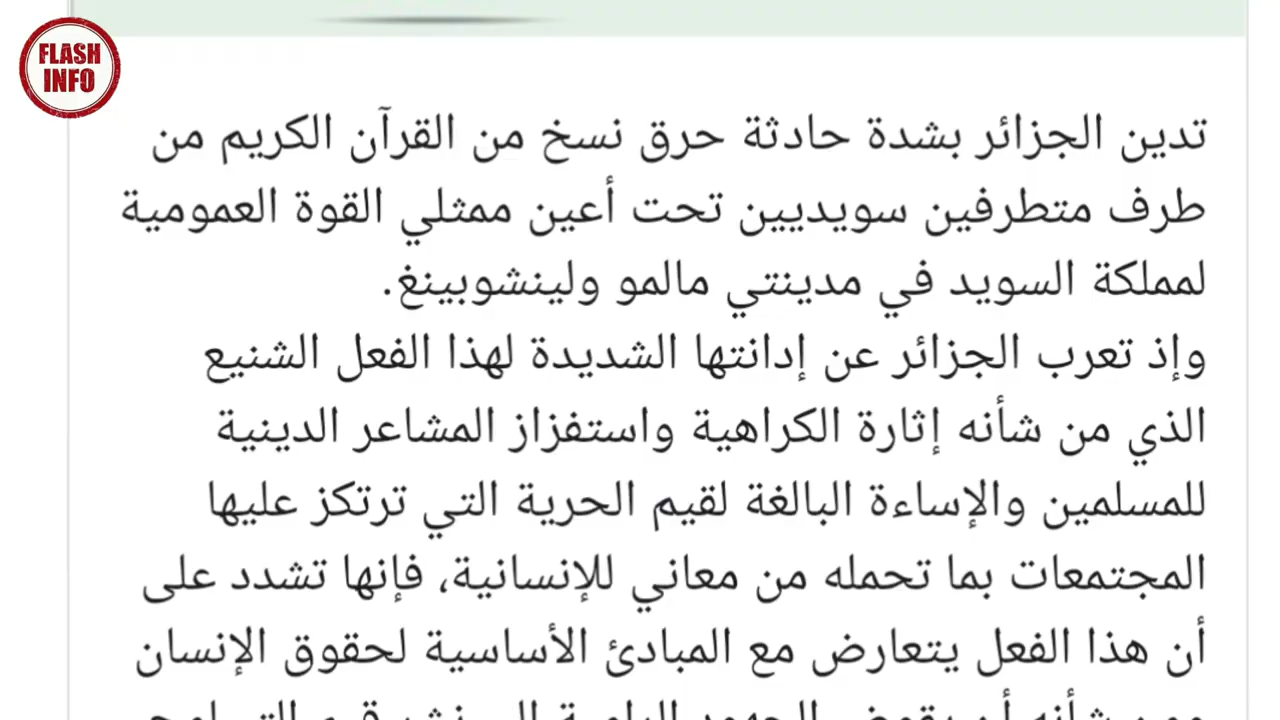 FLASH
INFO
تدين الجزائر بشدة حادثة حرق نسخ من القرآن الكريم من
طرف متطرفين سويديين تحت أعين ممثلي القوة العمومية
لمملكة السويد في مدينتي مالمو ولينشوبينغ.
وإذ تعرب الجزائر عن إدانتها الشديدة لهذا الفعل الشنيع
الذي من شأنه إثارة الكراهية واستفزاز المشاعر الدينية
للمسلمين والإساءة البالغة لقيم الحرية التي ترتكز عليها
المجتمعات بما تحمله من معاني للإنسانية، فإنها تشدد على
أن هذا الفعل يتعارض مع المبادئ الأساسية لحقوق الإنسان